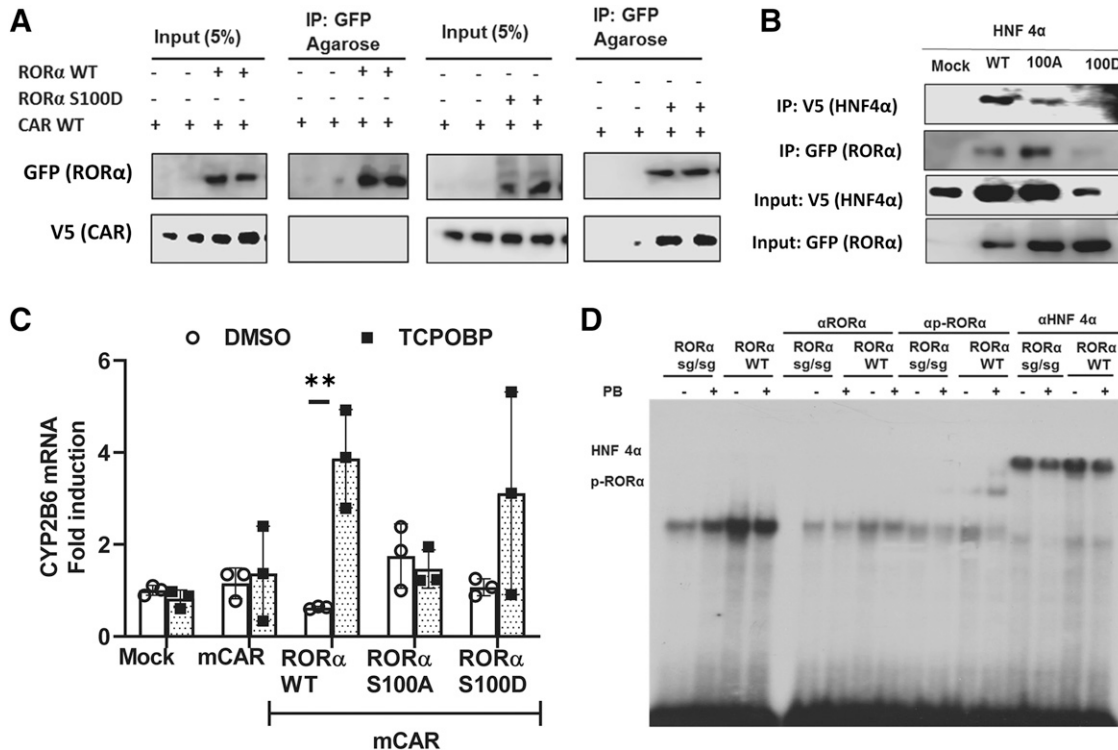 A
Input (5%)
IP: GFP
Agarose
Input (5%)
IP: GFP
Agarose
RORα WT - - + + - - + + - - - - - - - -
RORα S100D - - - - - - - - - - + + - - + +
CAR WT + + + + + + + + + + + + + + + +
GFP (RORα)
V5 (CAR)
B
HNF 4α
Mock WT 100A 100D
IP: V5 (HNF4α)
IP: GFP (RORα)
Input: V5 (HNF4α)
Input: GFP (RORα)
C
DMSO TCPOBP
CYP2B6 mRNA
Fold induction
6
4
2
0
**
Mock mCAR RORα RORα RORα
WT S100A S100D
mCAR
D
αRORα αp-RORα αHNF 4α
RORα RORα RORα RORα RORα RORα RORα RORα
sg/sg WT sg/sg WT sg/sg WT sg/sg WT
PB - + - + - + - + - + - + - + - +
HNF 4α
p-RORα